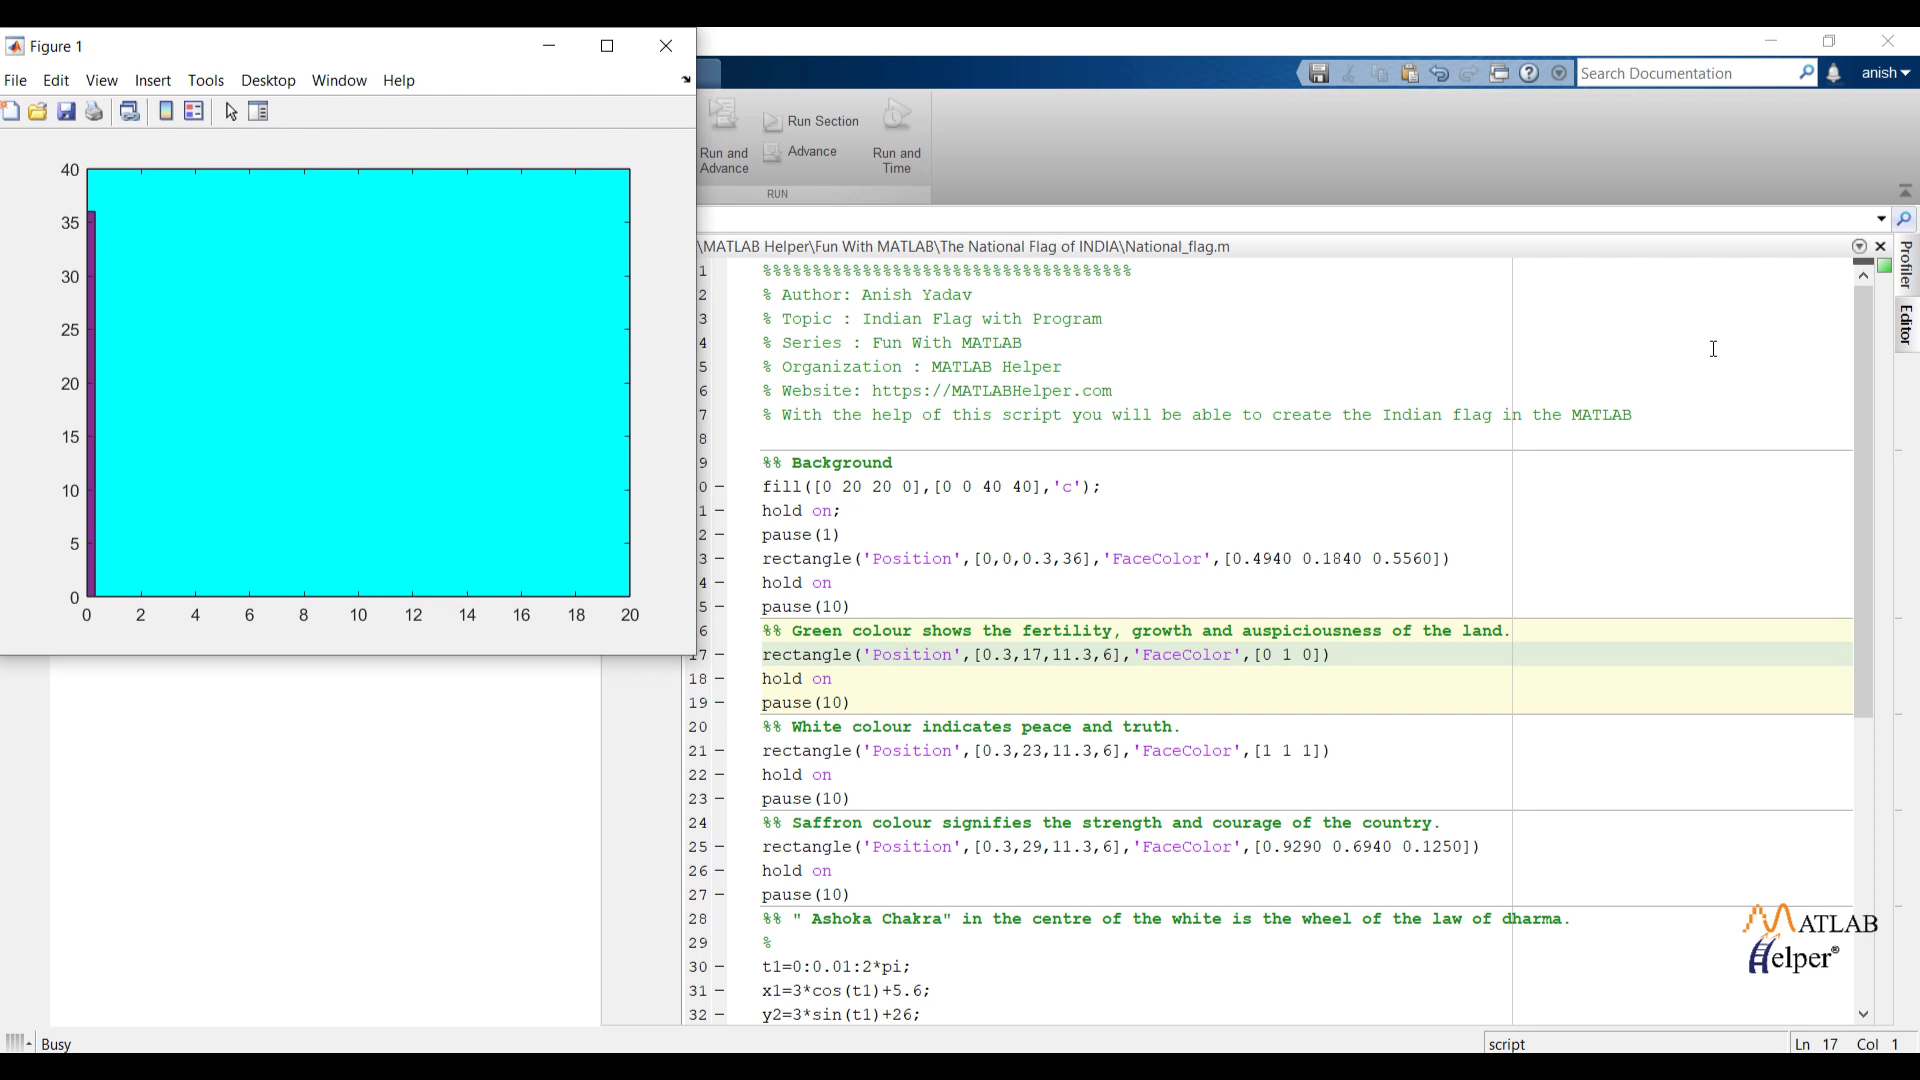 Figure 1
File Edit View Insert Tools Desktop Window Help
40
35
30
25
20
15
10
5
0
0 2 4 6 8 10 12 14 16 18 20
Search Documentation
anish
Run and Advance
Run Section
Advance
Run and Time
RUN
\MATLAB Helper\Fun With MATLAB\The National Flag of INDIA\National_flag.m
Profiler
Editor
1 %%%%%%%%%%%%%%%%%%%%%%%%%%%%%%%%%%%%%
2 % Author: Anish Yadav
3 % Topic : Indian Flag with Program
4 % Series : Fun With MATLAB
5 % Organization : MATLAB Helper
6 % Website: https://MATLABHelper.com
7 % With the help of this script you will be able to create the Indian flag in the MATLAB
8
9 %% Background
0 – fill([0 20 20 0],[0 0 40 40],'c');
1 – hold on;
2 – pause(1)
3 – rectangle('Position',[0,0,0.3,36],'FaceColor',[0.4940 0.1840 0.5560])
4 – hold on
5 – pause(10)
6 %% Green colour shows the fertility, growth and auspiciousness of the land.
17 – rectangle('Position',[0.3,17,11.3,6],'FaceColor',[0 1 0])
18 – hold on
19 – pause(10)
20 %% White colour indicates peace and truth.
21 – rectangle('Position',[0.3,23,11.3,6],'FaceColor',[1 1 1])
22 – hold on
23 – pause(10)
24 %% Saffron colour signifies the strength and courage of the country.
25 – rectangle('Position',[0.3,29,11.3,6],'FaceColor',[0.9290 0.6940 0.1250])
26 – hold on
27 – pause(10)
28 %% " Ashoka Chakra" in the centre of the white is the wheel of the law of dharma.
29 %
30 – t1=0:0.01:2*pi;
31 – x1=3*cos(t1)+5.6;
32 – y2=3*sin(t1)+26;
MATLAB
Helper®
Busy
script
Ln 17 Col 1